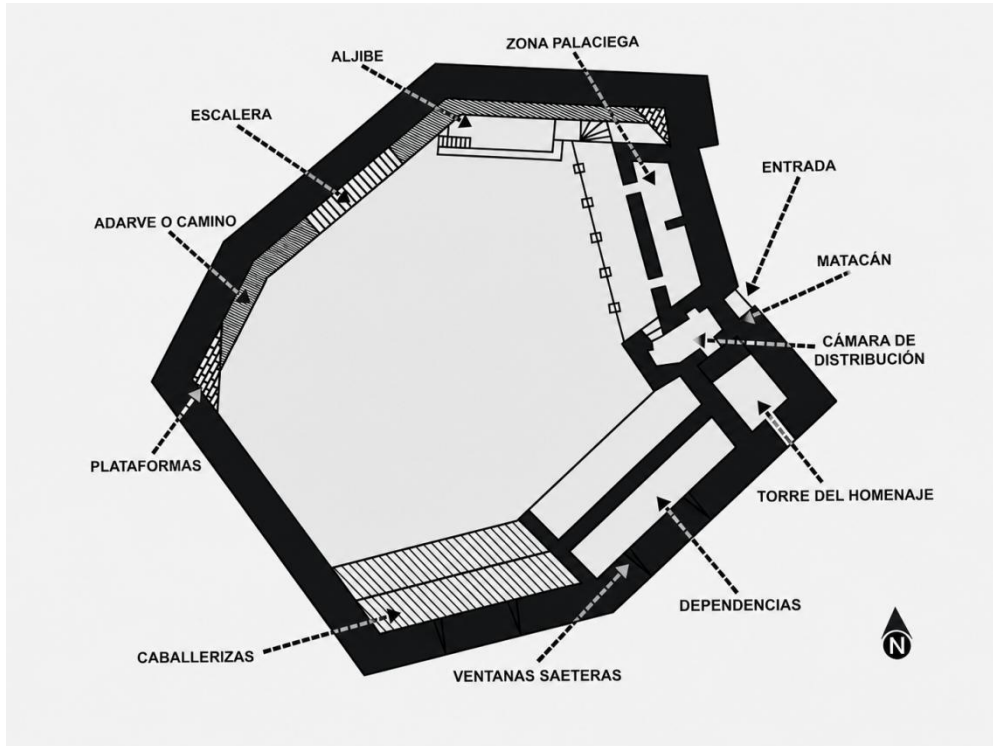 ZONA PALACIEGA
ALJIBE
ESCALERA
ENTRADA
ADARVE O CAMINO
MATACÁN
CÁMARA DE
DISTRIBUCIÓN
PLATAFORMAS
TORRE DEL HOMENAJE
DEPENDENCIAS
CABALLERIZAS
VENTANAS SAETERAS
N